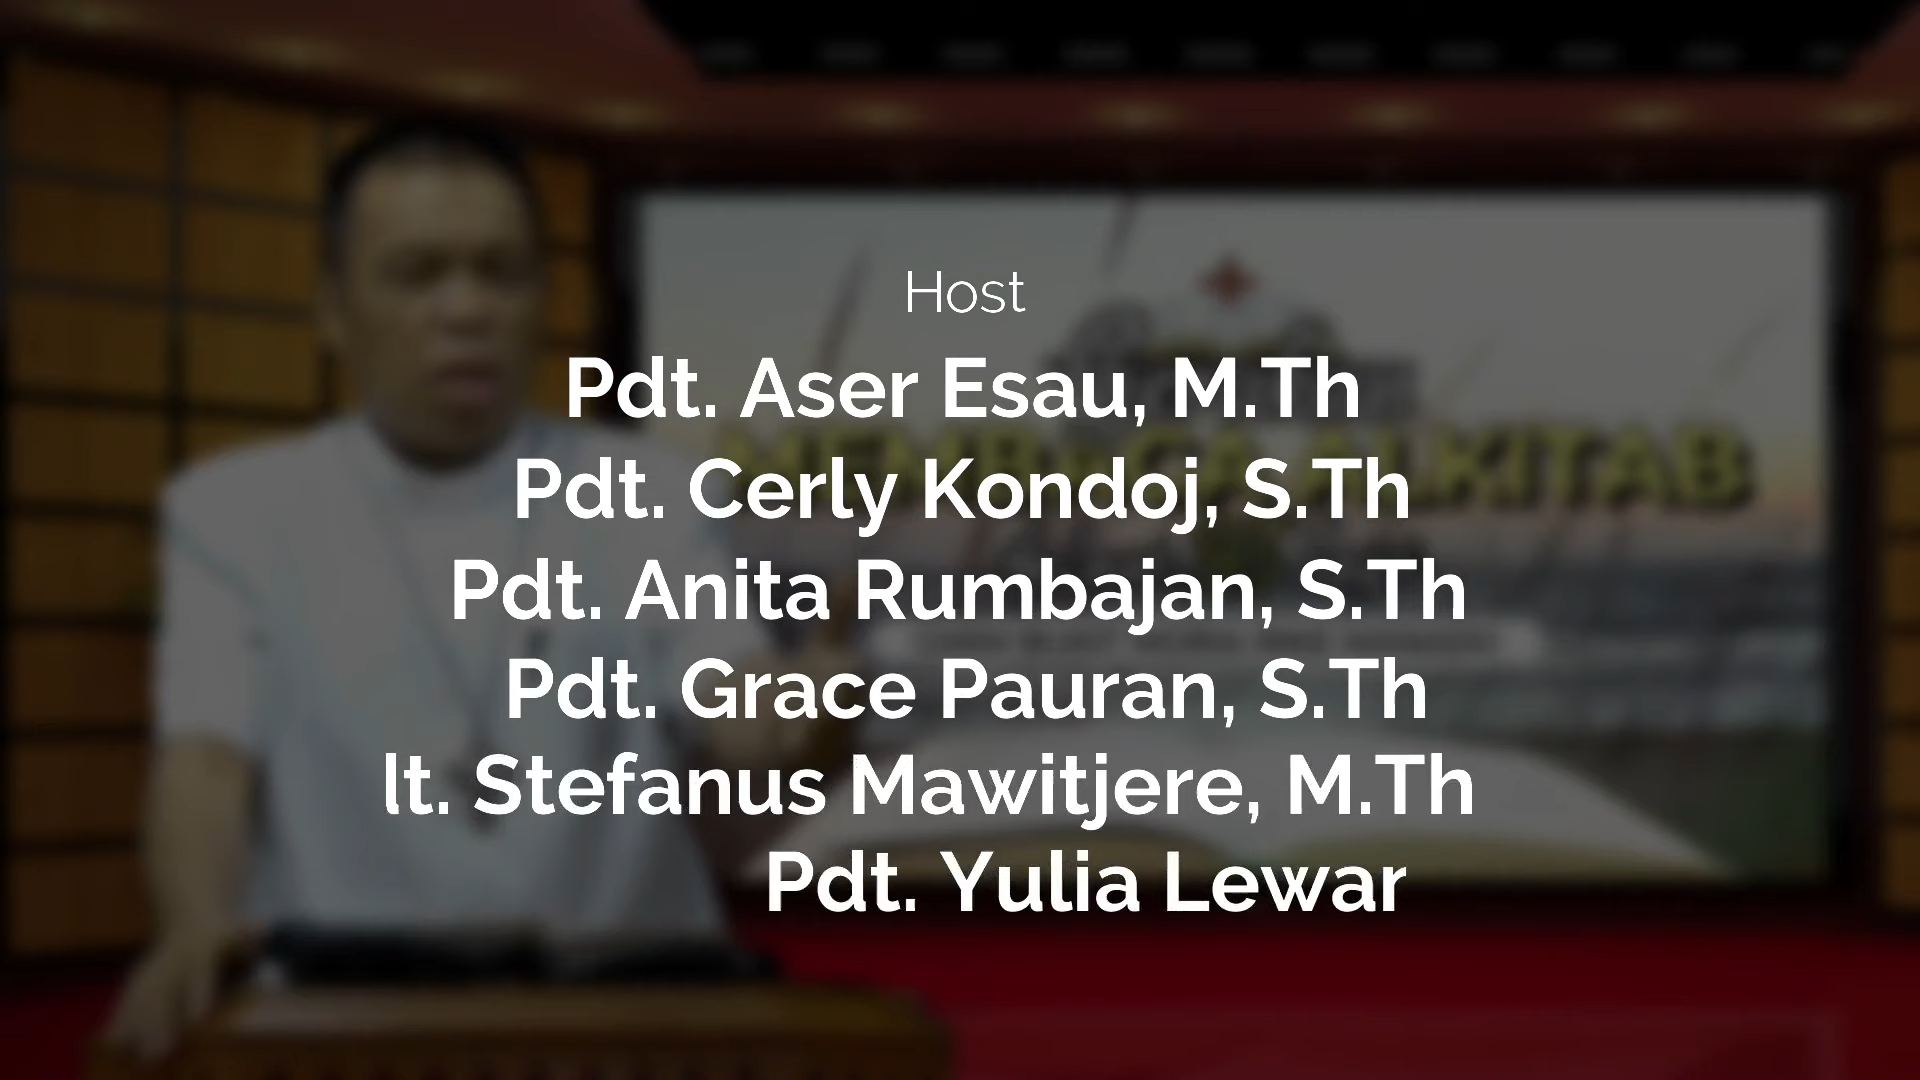 Host
Pdt. Aser Esau, M.Th
Pdt. Cerly Kondoj, S.Th
Pdt. Anita Rumbajan, S.Th
Pdt. Grace Pauran, S.Th
lt. Stefanus Mawitjere, M.Th
Pdt. Yulia Lewar
ALKITAB